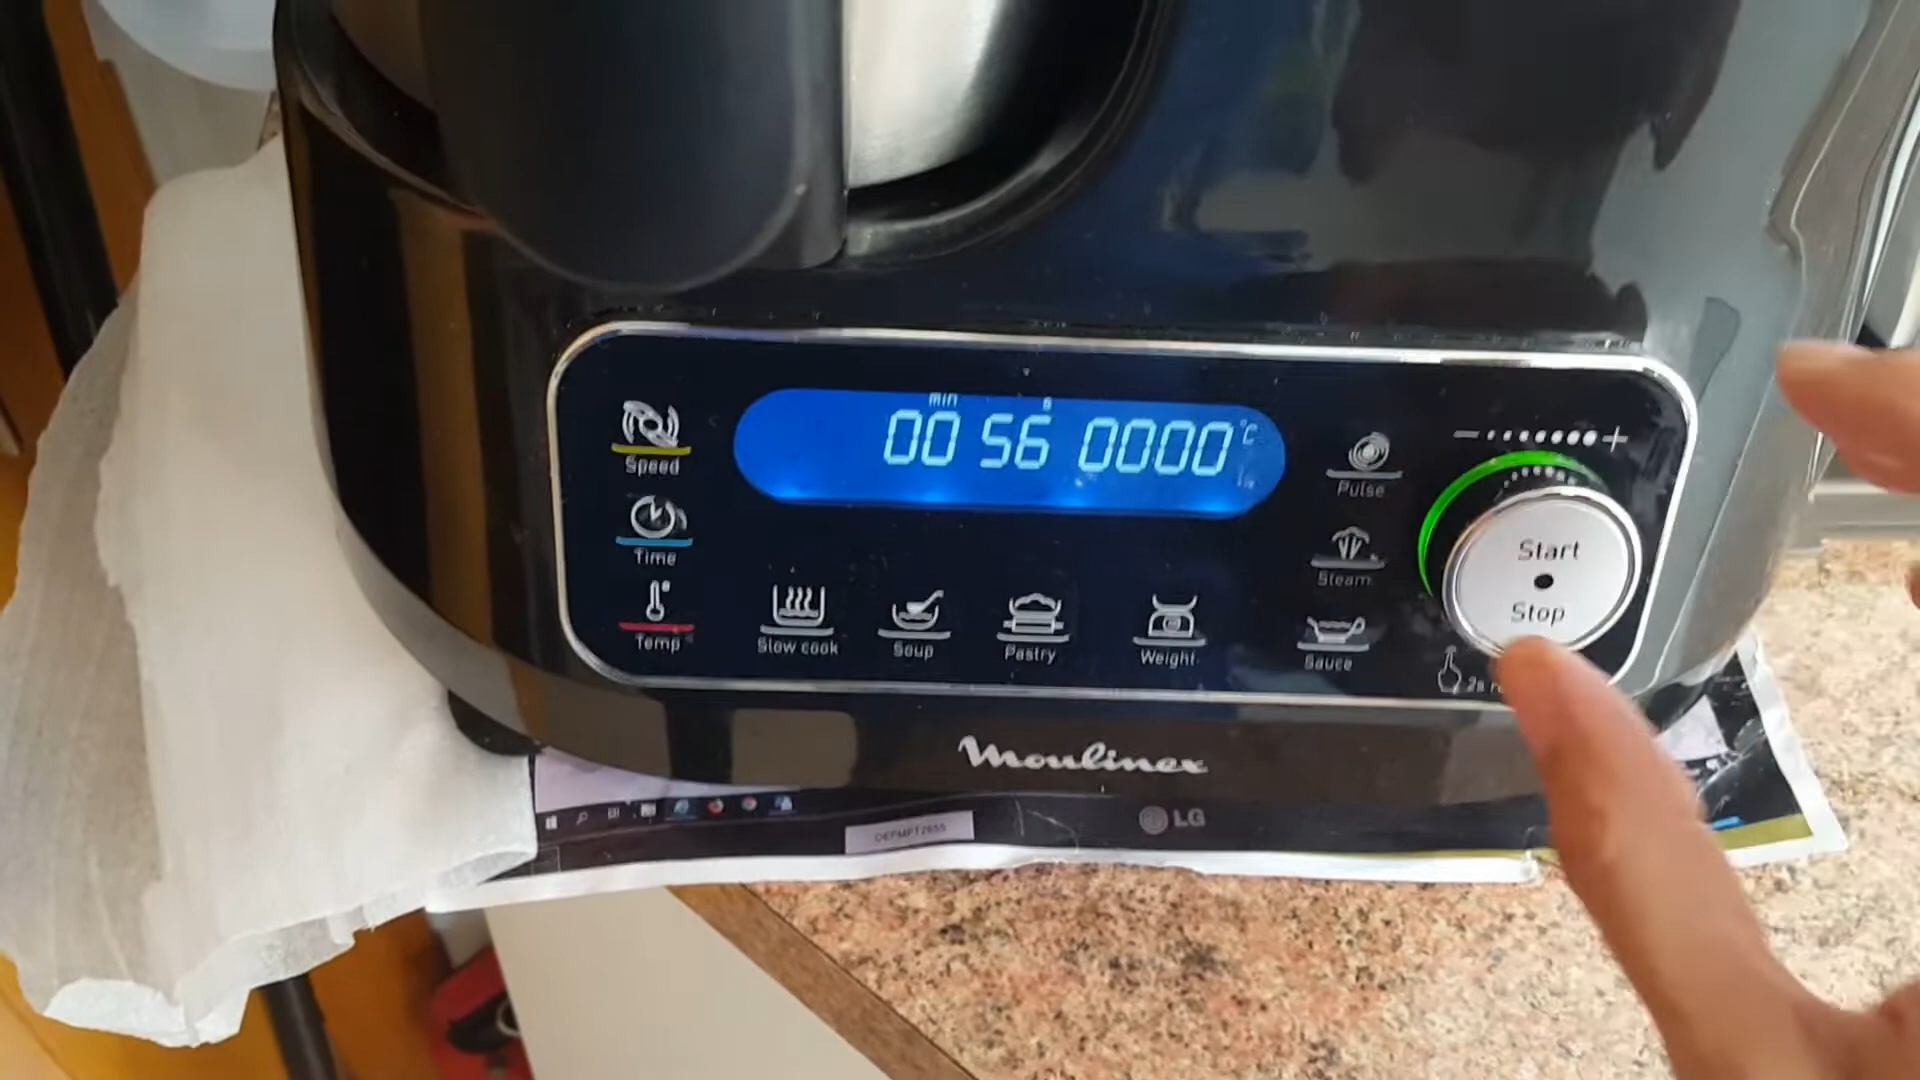 min s
00 56 0000 °C
Speed
Time
Temp
Slow cook
Soup
Pastry
Weight
Pulse
Steam
Sauce
− +
Start
Stop
2s
Moulinex
LG